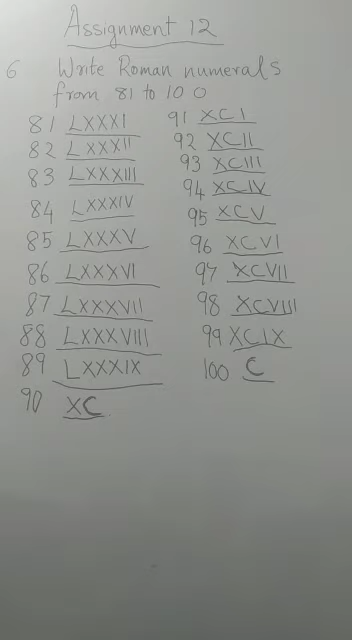 Assignment 12
6 Write Roman numerals
from 81 to 100
81 LXXXI
82 LXXXII
83 LXXXIII
84 LXXXIV
85 LXXXV
86 LXXXVI
87 LXXXVII
88 LXXXVIII
89 LXXXIX
90 XC
91 XCI
92 XCII
93 XCIII
94 XCIV
95 XCV
96 XCVI
97 XCVII
98 XCVIII
99 XCIX
100 C